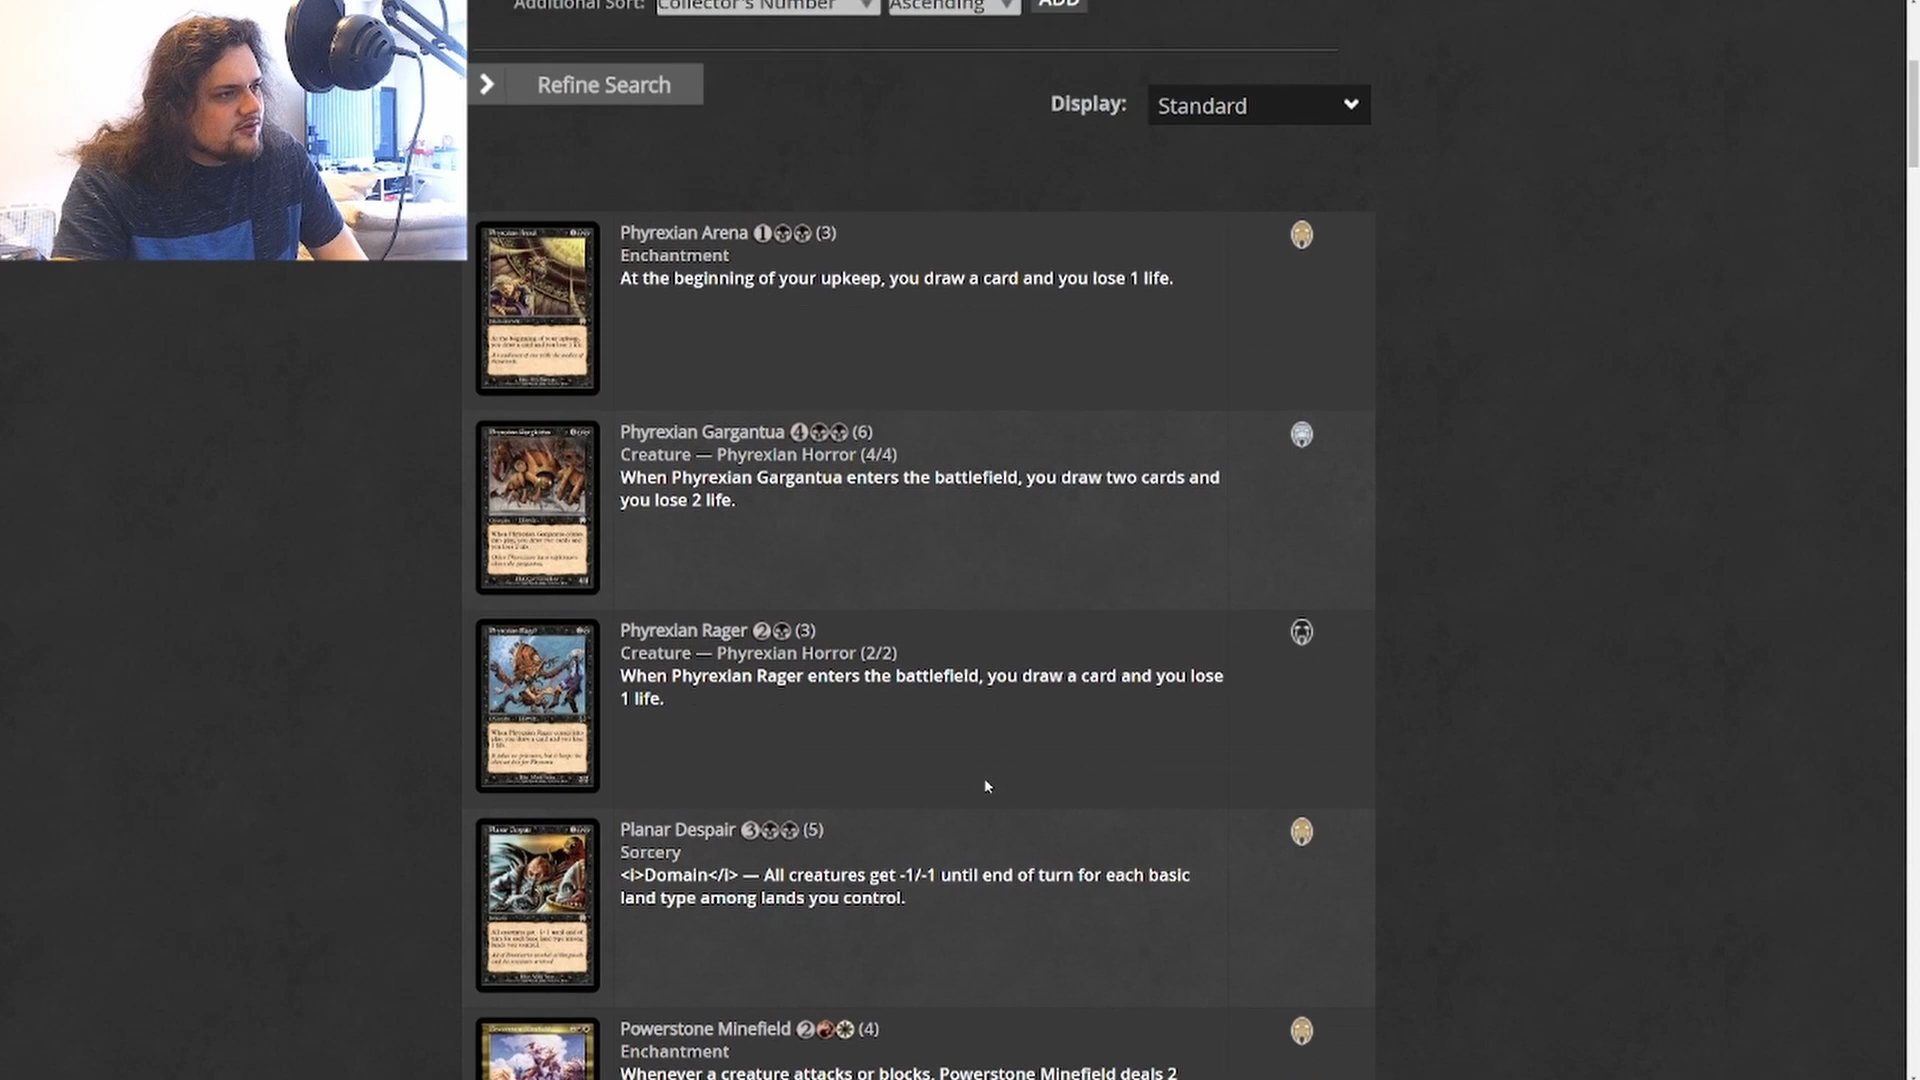 Additional Sort: Collector's Number Ascending ADD
Refine Search
Display: Standard
Phyrexian Arena 1 (3)
Enchantment
At the beginning of your upkeep, you draw a card and you lose 1 life.
Phyrexian Gargantua 4 (6)
Creature — Phyrexian Horror (4/4)
When Phyrexian Gargantua enters the battlefield, you draw two cards and
you lose 2 life.
Phyrexian Rager 2 (3)
Creature — Phyrexian Horror (2/2)
When Phyrexian Rager enters the battlefield, you draw a card and you lose
1 life.
Planar Despair 3 (5)
Sorcery
<i>Domain</i> — All creatures get -1/-1 until end of turn for each basic
land type among lands you control.
Powerstone Minefield 2 (4)
Enchantment
Whenever a creature attacks or blocks, Powerstone Minefield deals 2